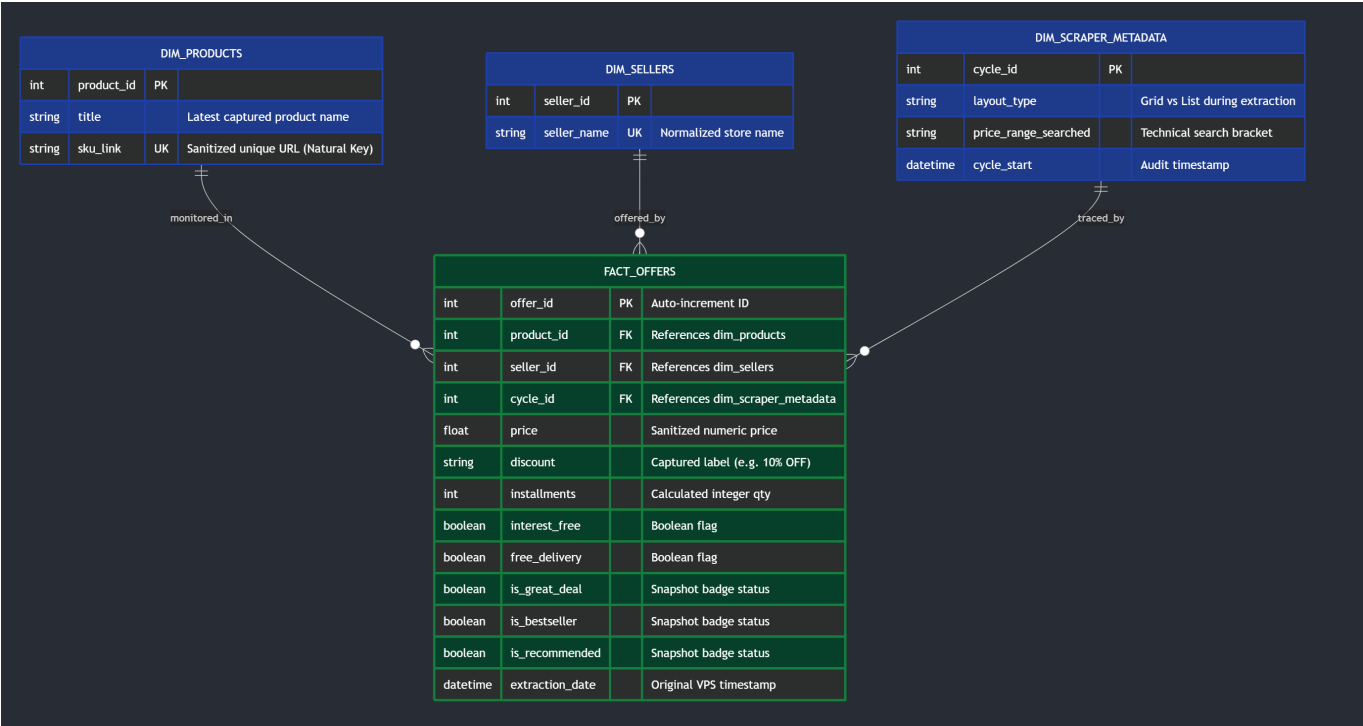 DIM_PRODUCTS
int product_id PK
string title Latest captured product name
string sku_link UK Sanitized unique URL (Natural Key)
DIM_SELLERS
int seller_id PK
string seller_name UK Normalized store name
DIM_SCRAPER_METADATA
int cycle_id PK
string layout_type Grid vs List during extraction
string price_range_searched Technical search bracket
datetime cycle_start Audit timestamp
monitored_in
offered_by
traced_by
FACT_OFFERS
int offer_id PK Auto-increment ID
int product_id FK References dim_products
int seller_id FK References dim_sellers
int cycle_id FK References dim_scraper_metadata
float price Sanitized numeric price
string discount Captured label (e.g. 10% OFF)
int installments Calculated integer qty
boolean interest_free Boolean flag
boolean free_delivery Boolean flag
boolean is_great_deal Snapshot badge status
boolean is_bestseller Snapshot badge status
boolean is_recommended Snapshot badge status
datetime extraction_date Original VPS timestamp